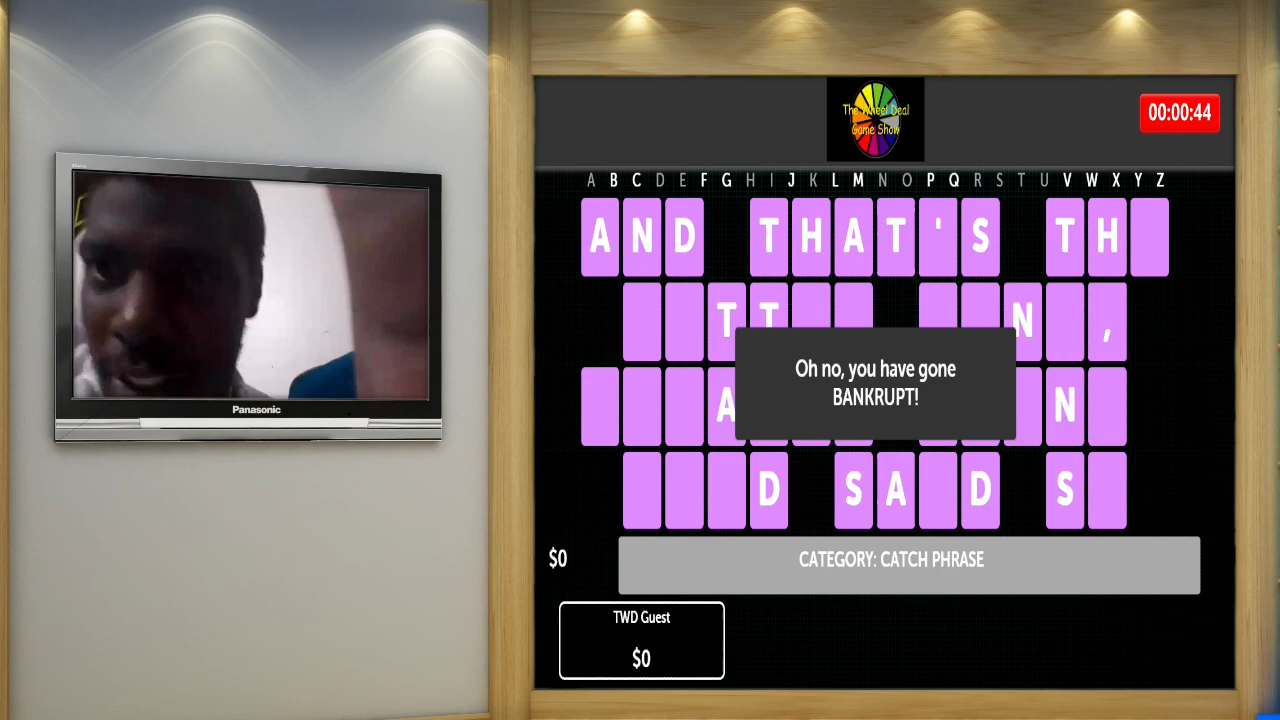 The Wheel Deal
Game Show
00:00:44
A B C D E F G H I J K L M N O P Q R S T U V W X Y Z
AND THAT'S TH
TT N,
A N
D SA D S
Oh no, you have gone
BANKRUPT!
Panasonic
$0
CATEGORY: CATCH PHRASE
TWD Guest
$0